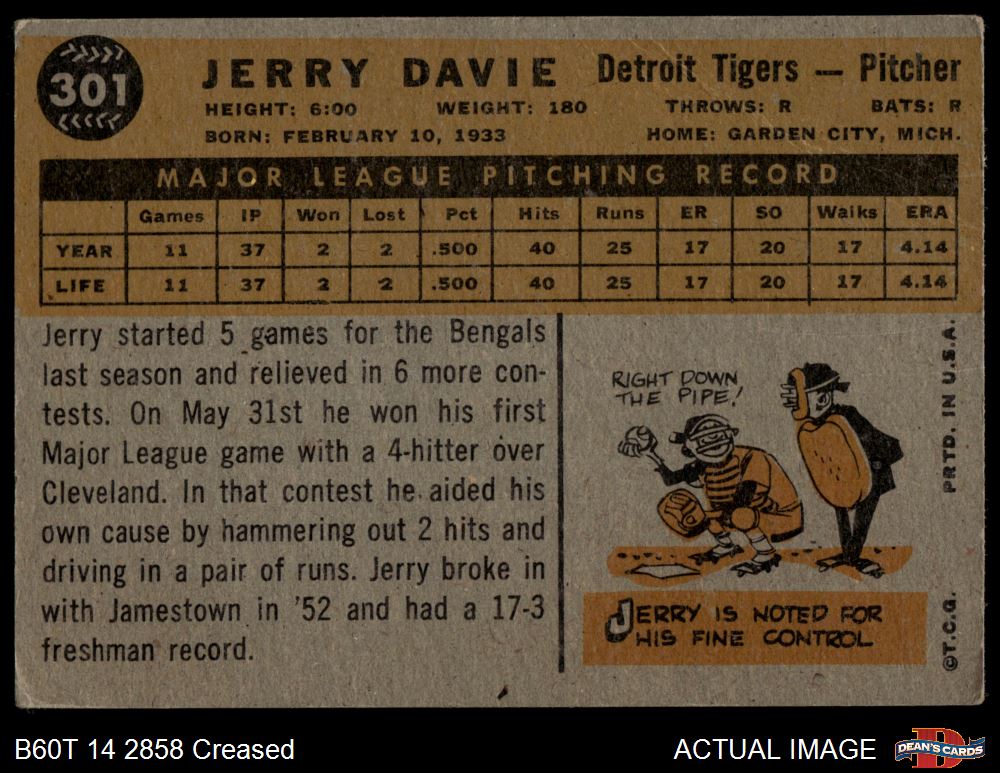 301
JERRY DAVIE Detroit Tigers — Pitcher
HEIGHT: 6:00 WEIGHT: 180 THROWS: R BATS: R
BORN: FEBRUARY 10, 1933 HOME: GARDEN CITY, MICH.
MAJOR LEAGUE PITCHING RECORD
Games IP Won Lost Pct Hits Runs ER SO Walks ERA
YEAR 11 37 2 2 .500 40 25 17 20 17 4.14
LIFE 11 37 2 2 .500 40 25 17 20 17 4.14
Jerry started 5 games for the Bengals
last season and relieved in 6 more con-
tests. On May 31st he won his first
Major League game with a 4-hitter over
Cleveland. In that contest he aided his
own cause by hammering out 2 hits and
driving in a pair of runs. Jerry broke in
with Jamestown in '52 and had a 17-3
freshman record.
RIGHT DOWN
THE PIPE!
JERRY IS NOTED FOR
HIS FINE CONTROL
©T.C.G. PRTD. IN U.S.A.
B60T 14 2858 Creased
ACTUAL IMAGE
D
DEAN'S CARDS